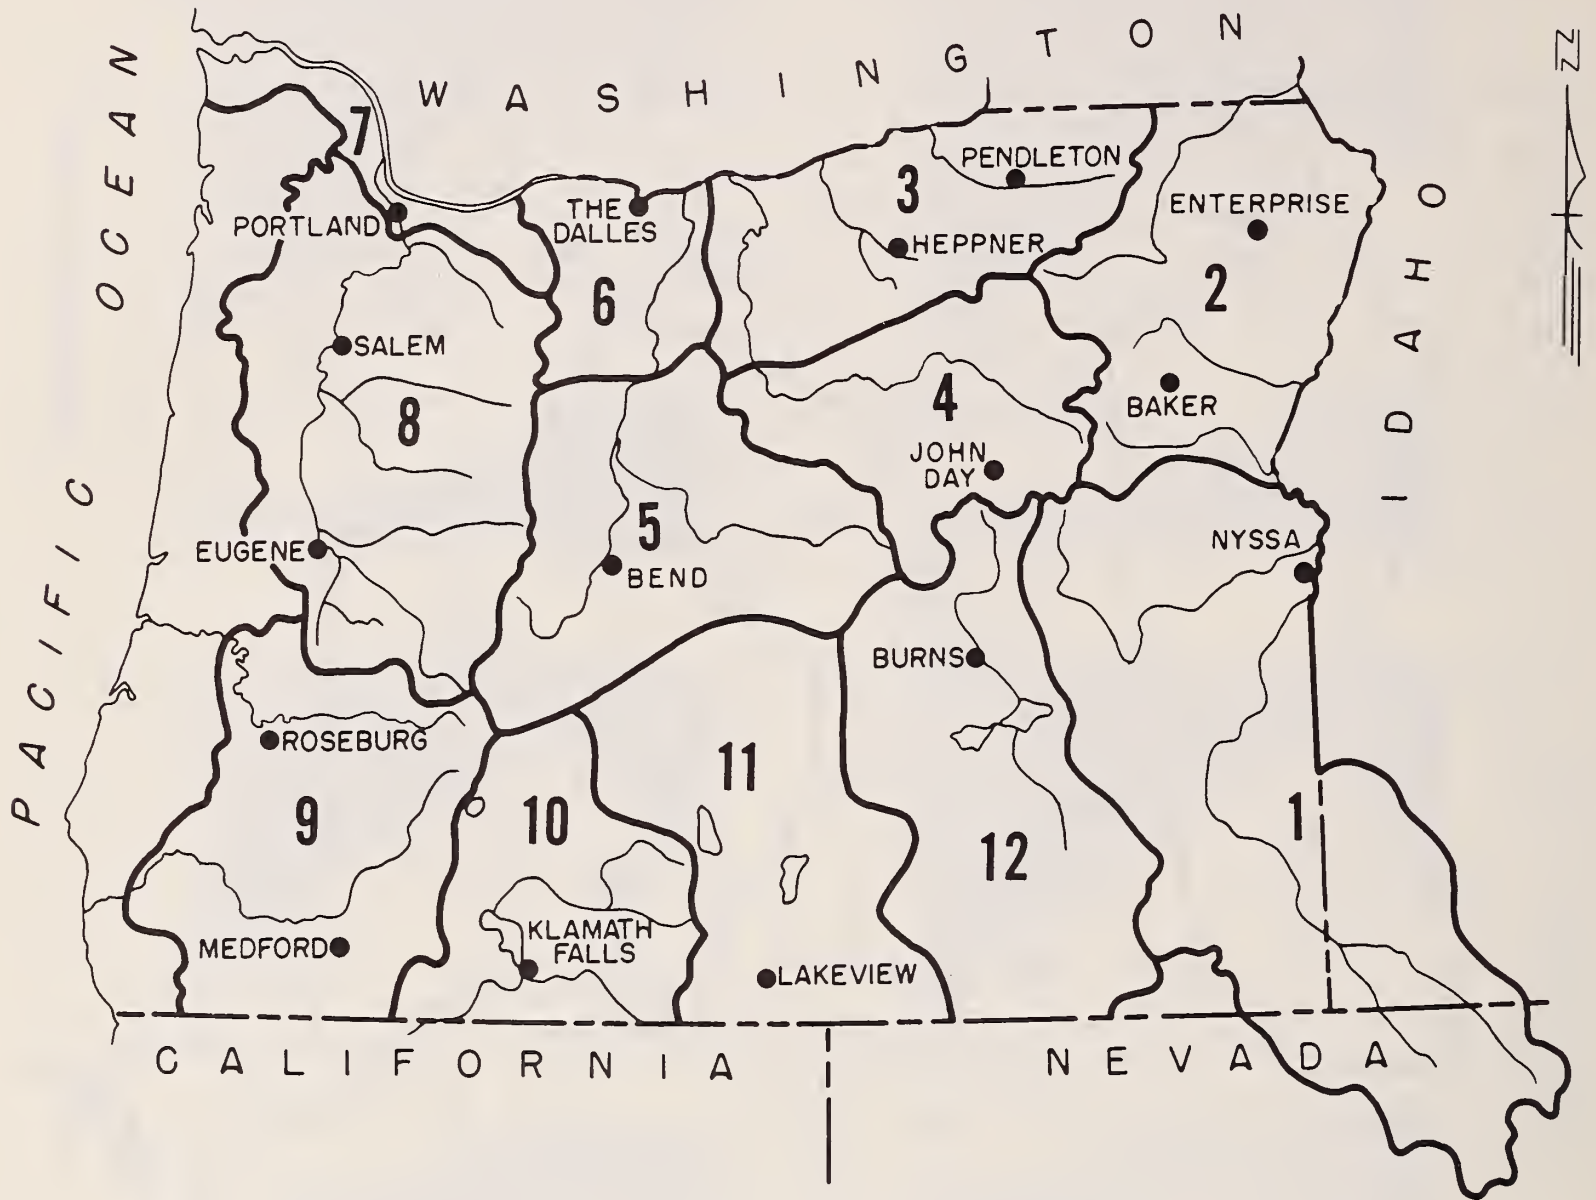 WASHINGTON
PACIFIC OCEAN
IDAHO
N
7
PENDLETON
3
ENTERPRISE
THE
DALLES
PORTLAND
HEPPNER
6
2
SALEM
4
8
BAKER
JOHN
DAY
5
NYSSA
EUGENE
BEND
BURNS
ROSEBURG
11
9
10
1
12
KLAMATH
FALLS
MEDFORD
LAKEVIEW
CALIFORNIA
NEVADA